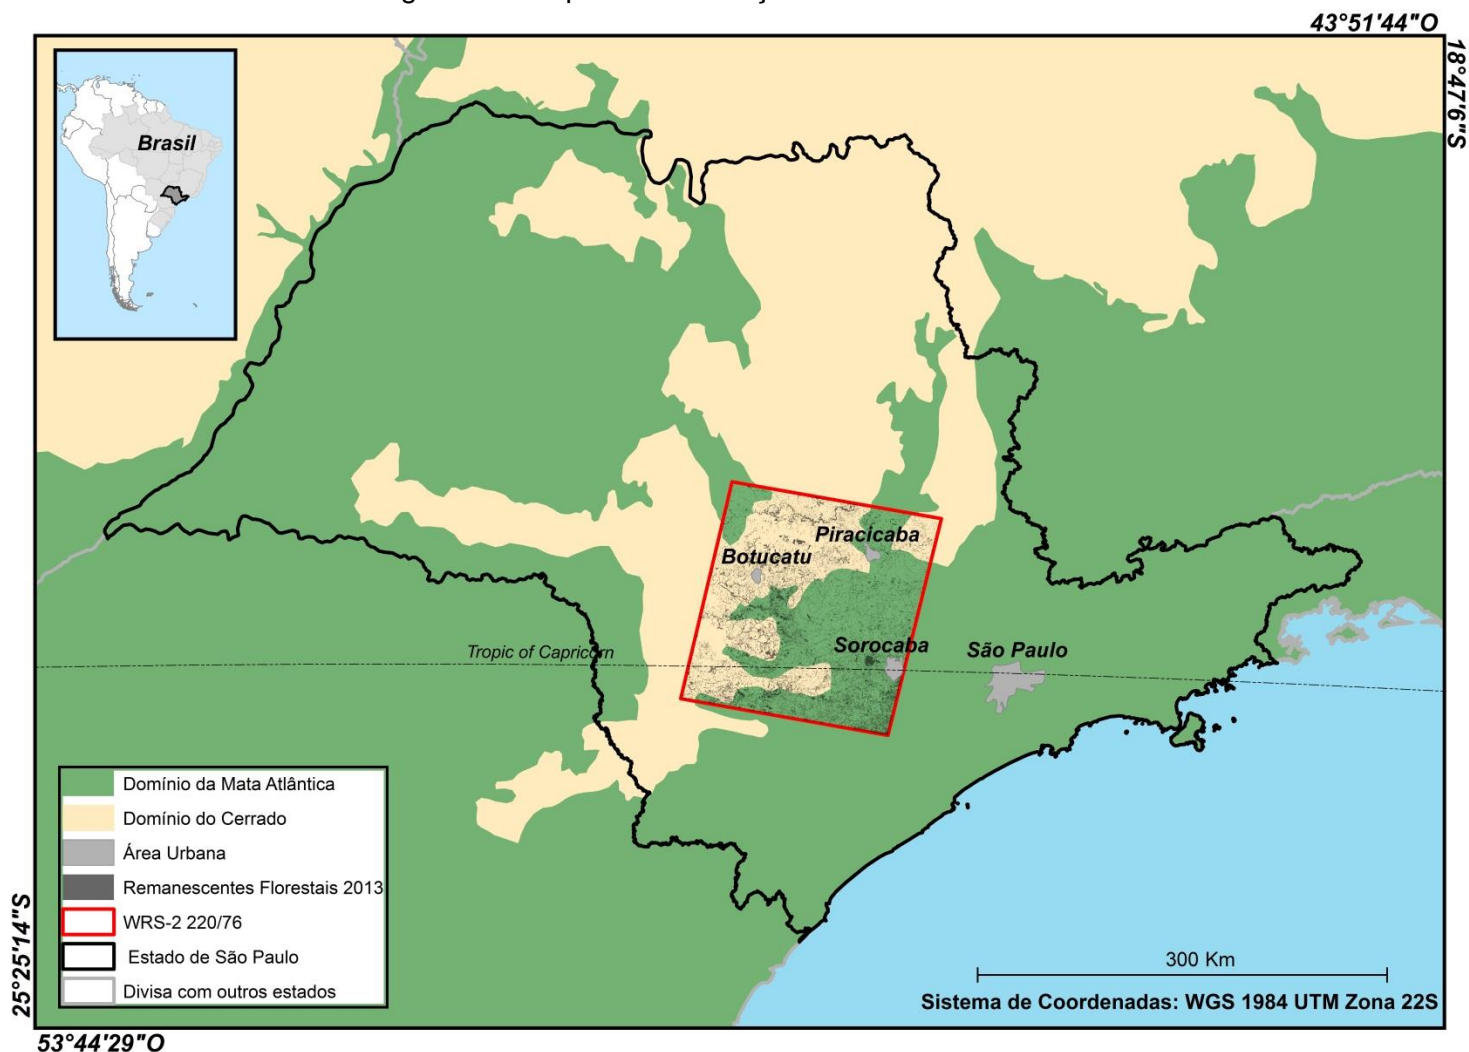 43°51'44"O
18°47'6"S
Brasil
Piracicaba
Botucatu
Sorocaba
São Paulo
Tropic of Capricorn
Domínio da Mata Atlântica
Domínio do Cerrado
Área Urbana
Remanescentes Florestais 2013
WRS-2 220/76
Estado de São Paulo
Divisa com outros estados
300 Km
Sistema de Coordenadas: WGS 1984 UTM Zona 22S
25°25'14"S
53°44'29"O